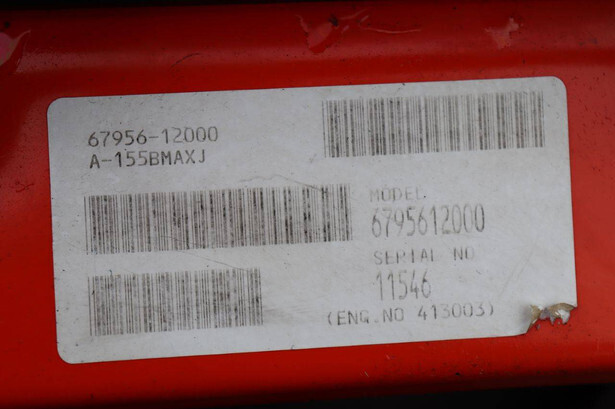 67956-12000
A-155BMAXJ
MODEL
6795612000
SERIAL NO
11546
(ENG.NO 413003)